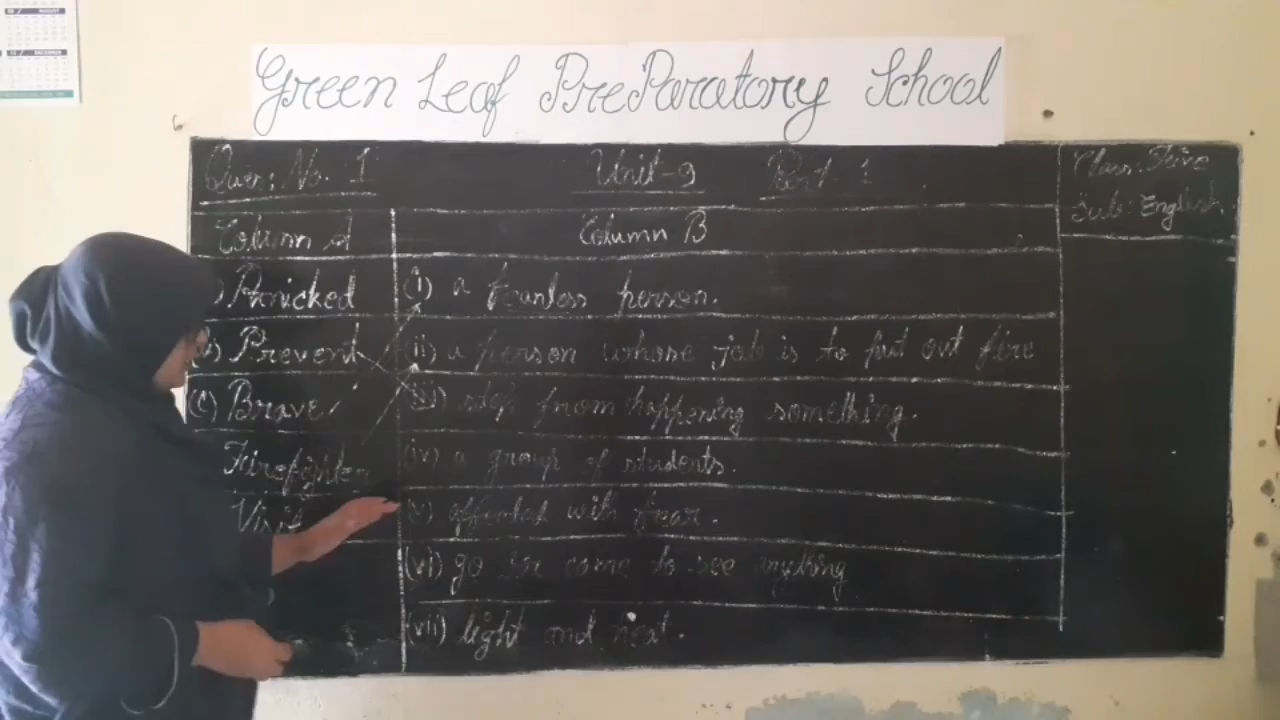 Green Leaf PreParatory School
Ques: No. 1 Unit-9 Part 1
Class: Five
Sub: English
Column A Column B
Panicked (i) a fearless person.
Prevent (ii) a person whose job is to put out fire
(c) Brave (iii) stop from happening something.
Firefighter (iv) a group of students.
Visit (v) affected with fear.
(vi) go or come to see anything
(vii) light and heat.
AUGUST
DECEMBER